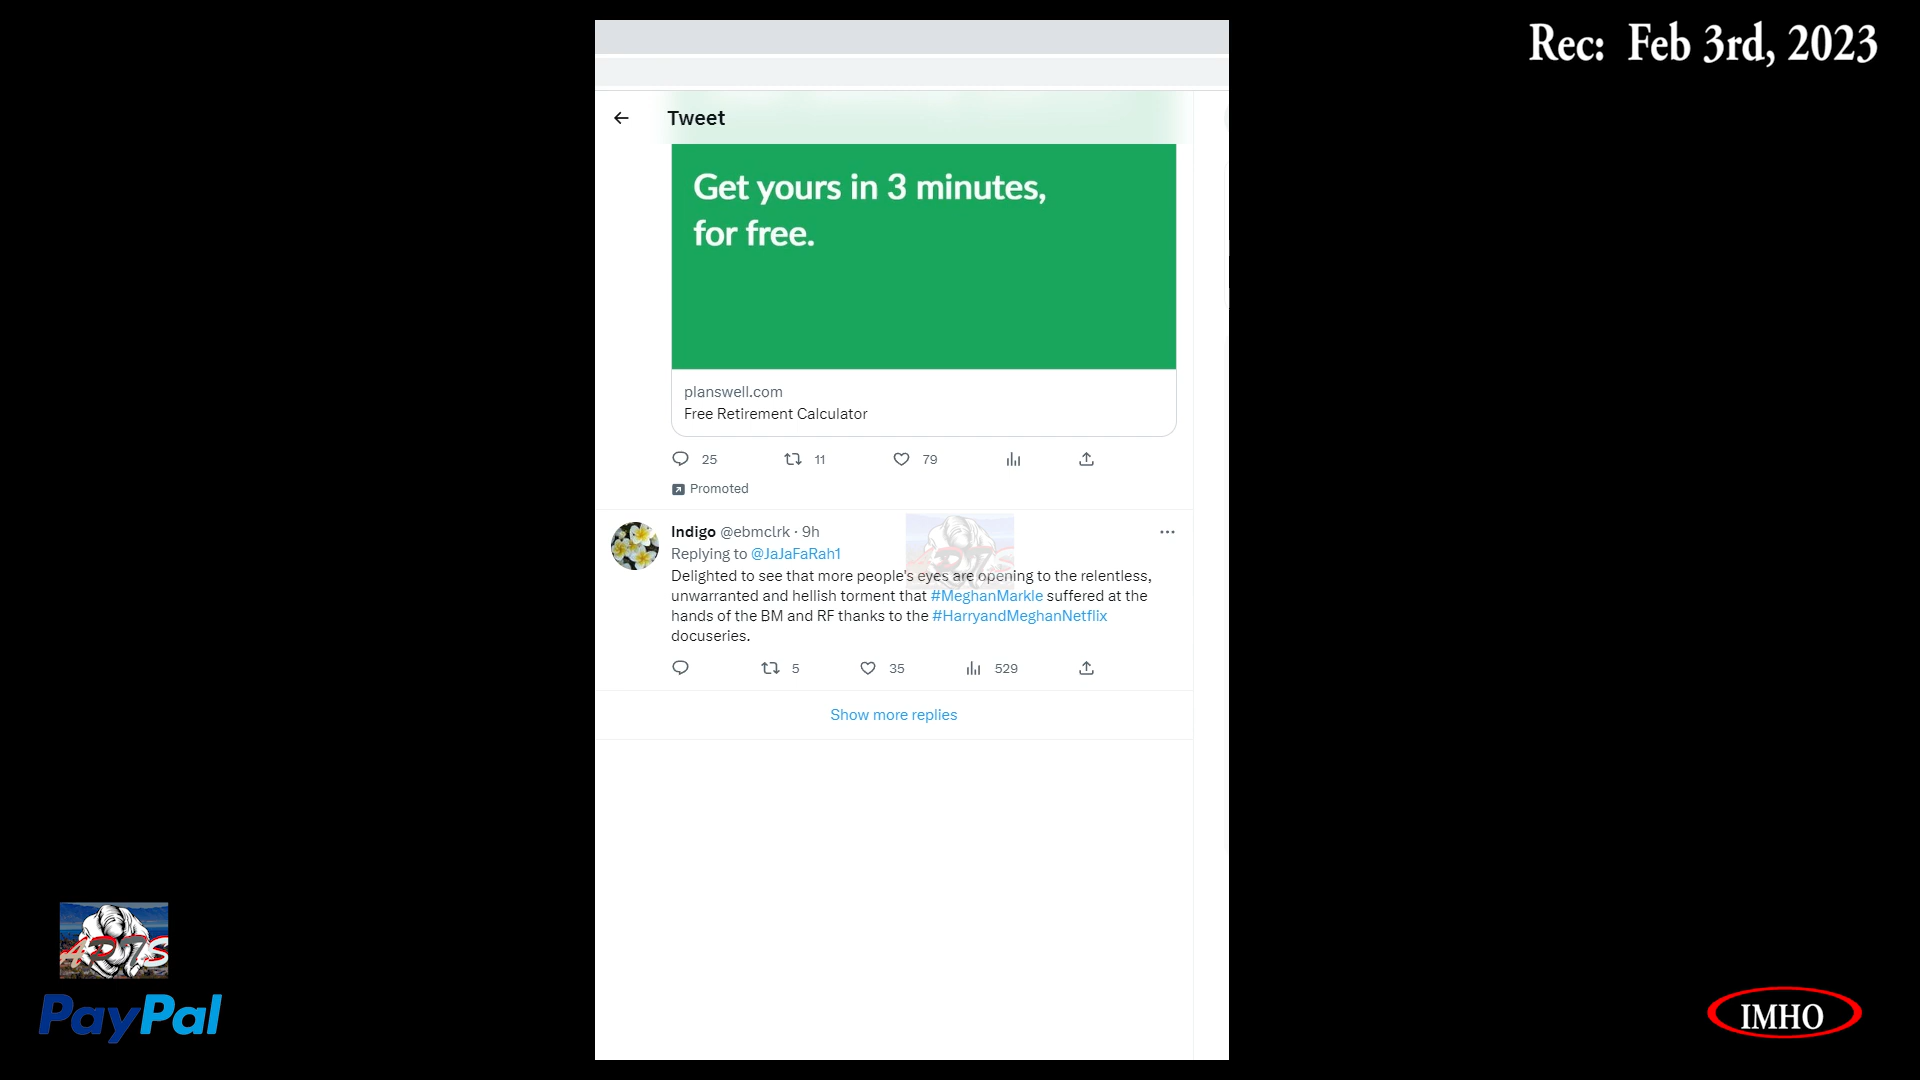 Rec: Feb 3rd, 2023
Tweet
Get yours in 3 minutes,
for free.
planswell.com
Free Retirement Calculator
25 11 79
Promoted
Indigo @ebmclrk · 9h
Replying to @JaJaFaRah1
Delighted to see that more people's eyes are opening to the relentless,
unwarranted and hellish torment that #MeghanMarkle suffered at the
hands of the BM and RF thanks to the #HarryandMeghanNetflix
docuseries.
5 35 529
Show more replies
PayPal
IMHO